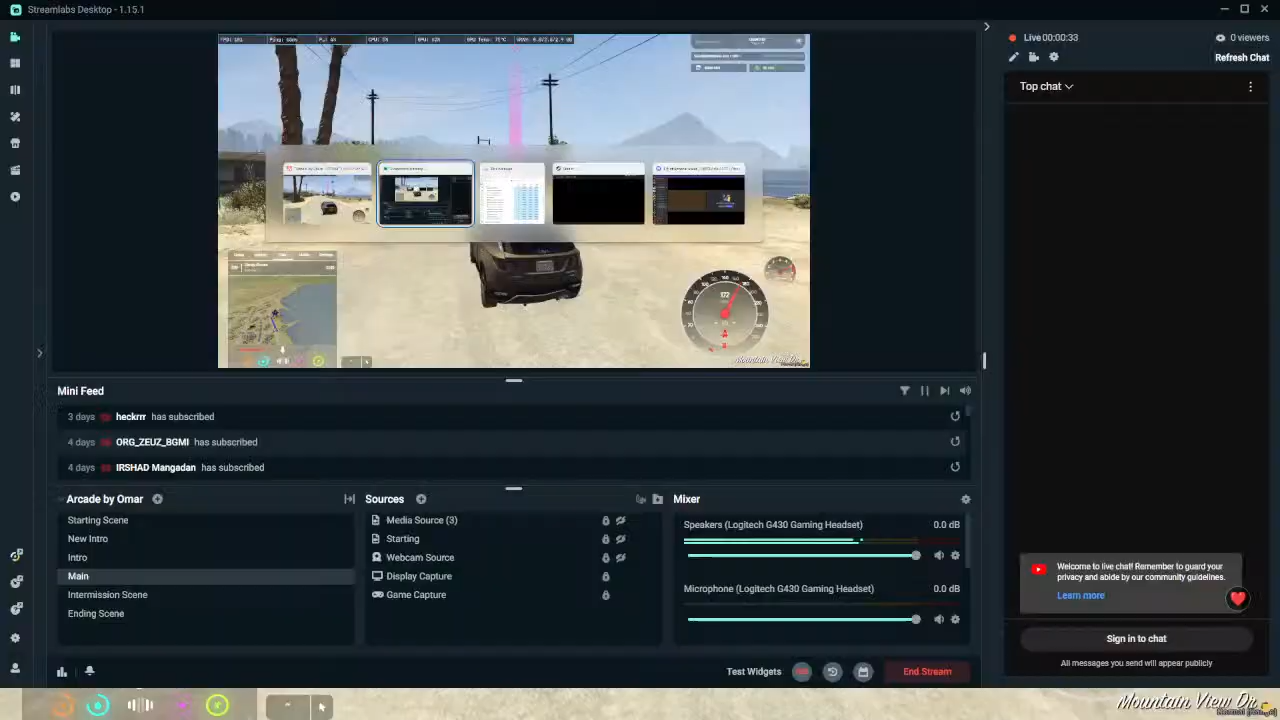 Streamlabs Desktop - 1.15.1
Live 00:00:33
0 viewers
Refresh Chat
Top chat
172
Mountain View Dr.
Mini Feed
3 days heckrrr has subscribed
4 days ORG_ZEUZ_BGMI has subscribed
4 days IRSHAD Mangadan has subscribed
Arcade by Omar
Starting Scene
New Intro
Intro
Main
Intermission Scene
Ending Scene
Sources
Media Source (3)
Starting
Webcam Source
Display Capture
Game Capture
Mixer
Speakers (Logitech G430 Gaming Headset) 0.0 dB
Microphone (Logitech G430 Gaming Headset) 0.0 dB
Welcome to live chat! Remember to guard your
privacy and abide by our community guidelines.
Learn more
Sign in to chat
All messages you send will appear publicly
Test Widgets
End Stream
Mountain View Dr.